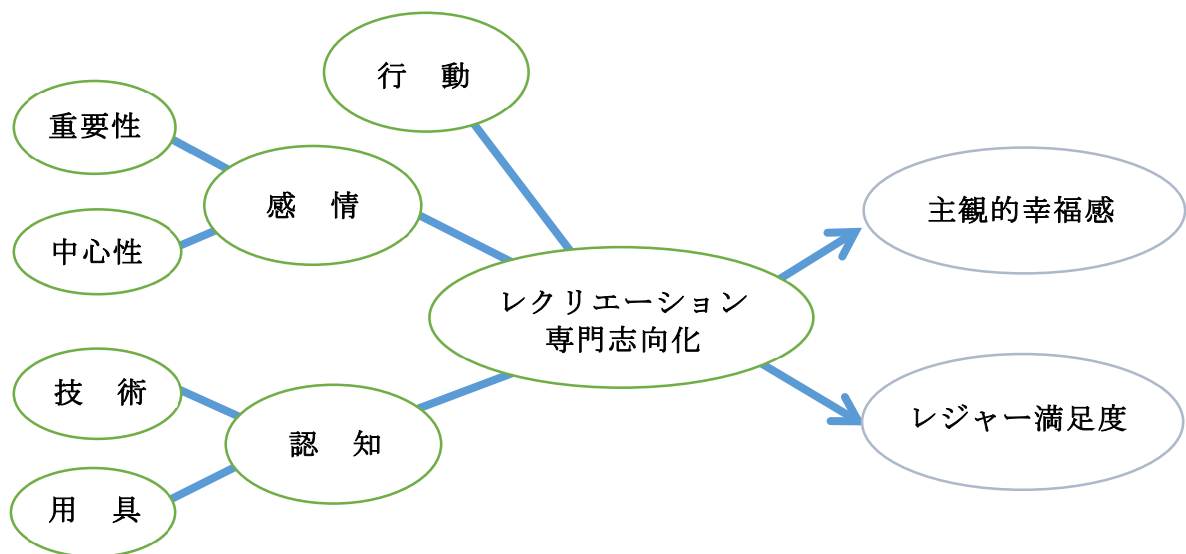 行　動
重要性
感　情
中心性
主観的幸福感
レクリエーション
専門志向化
技　術
認　知
用　具
レジャー満足度